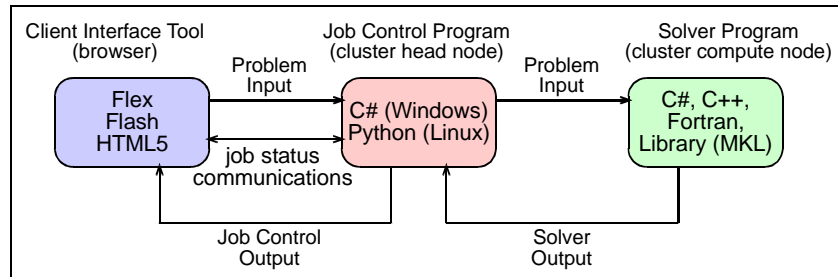 Client Interface Tool
(browser)
Job Control Program
(cluster head node)
Solver Program
(cluster compute node)
Problem
Input
Problem
Input
Flex
Flash
HTML5
C# (Windows)
Python (Linux)
C#, C++,
Fortran,
Library (MKL)
job status
communications
Job Control
Output
Solver
Output